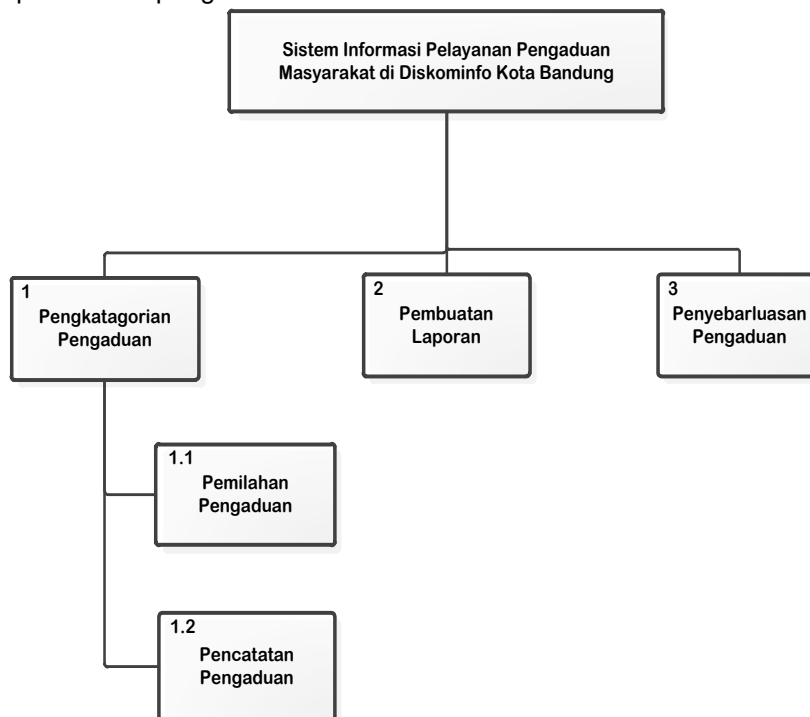 Sistem Informasi Pelayanan Pengaduan
Masyarakat di Diskominfo Kota Bandung
1
Pengkatagorian
Pengaduan
2
Pembuatan
Laporan
3
Penyebarluasan
Pengaduan
1.1
Pemilahan
Pengaduan
1.2
Pencatatan
Pengaduan